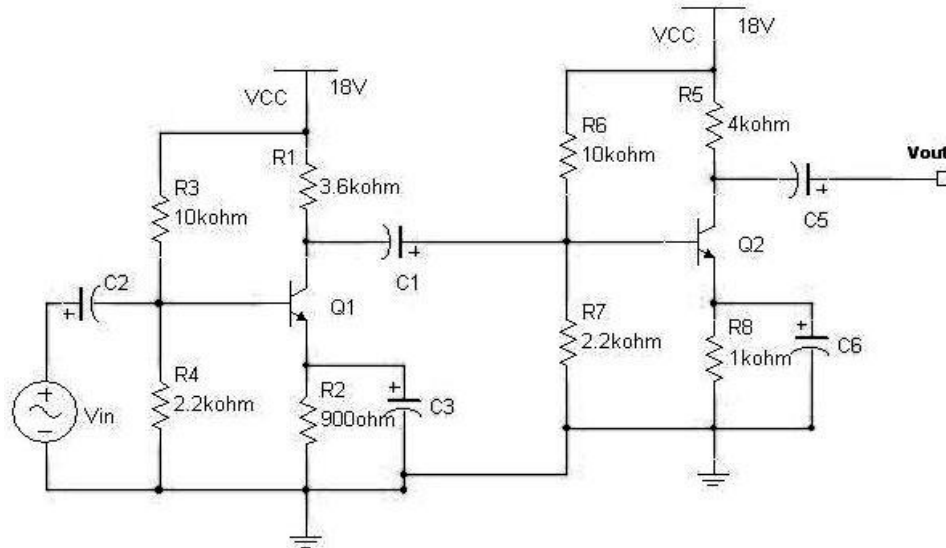 18V
VCC
R5
4kohm
R6
10kohm
Vout
C5
Q2
18V
VCC
R1
3.6kohm
R3
10kohm
C1
C2
Q1
R7
2.2kohm
R8
1kohm
C6
R4
2.2kohm
R2
900ohm
C3
Vin